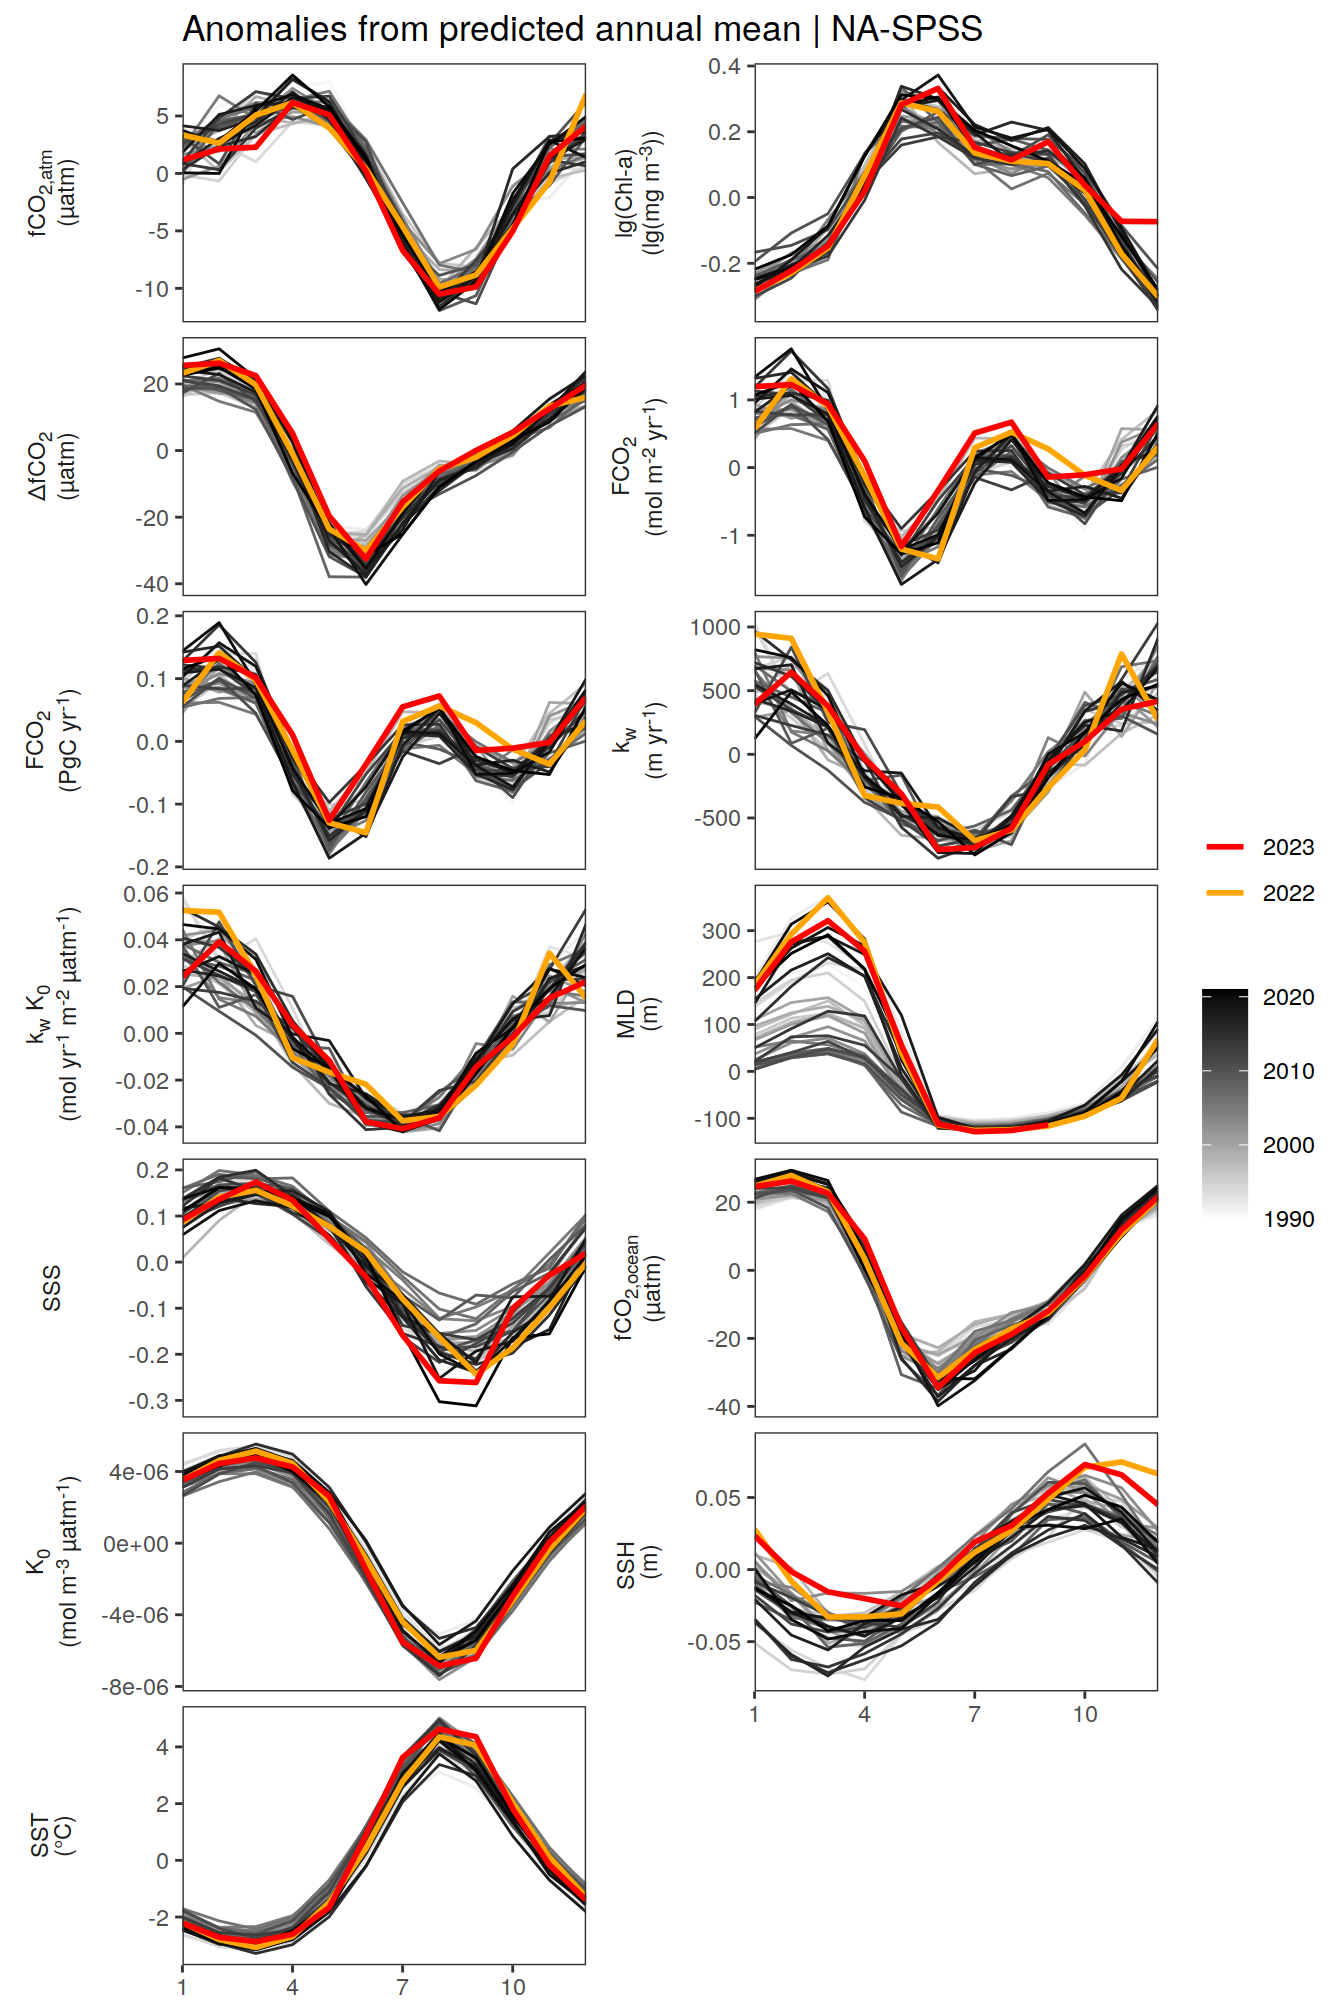 Anomalies from predicted annual mean | NA-SPSS
fCO2,atm
(µatm)
5
0
-5
-10
lg(Chl-a)
(lg(mg m-3))
0.4
0.2
0.0
-0.2
ΔfCO2
(µatm)
20
0
-20
-40
FCO2
(mol m-2 yr-1)
1
0
-1
FCO2
(PgC yr-1)
0.2
0.1
0.0
-0.1
-0.2
kw
(m yr-1)
1000
500
0
-500
kw K0
(mol yr-1 m-2 µatm-1)
0.06
0.04
0.02
0.00
-0.02
-0.04
MLD
(m)
300
200
100
0
-100
SSS
0.2
0.1
0.0
-0.1
-0.2
-0.3
fCO2,ocean
(µatm)
20
0
-20
-40
K0
(mol m-3 µatm-1)
4e-06
0e+00
-4e-06
-8e-06
SSH
(m)
0.05
0.00
-0.05
1 4 7 10
SST
(°C)
4
2
0
-2
1 4 7 10
2023
2022
2020
2010
2000
1990